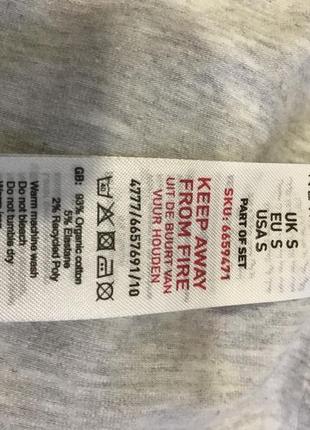 UK S
EU S
USA S
PART OF SET
SKU: 6659471
KEEP AWAY
FROM FIRE
UIT DE BUURT VAN
VUUR HOUDEN
4777/6657691/10
40
GB: 93% Organic cotton
5% Elastane
2% Recycled Poly
Warm machine wash
Do not bleach
Do not tumble dry